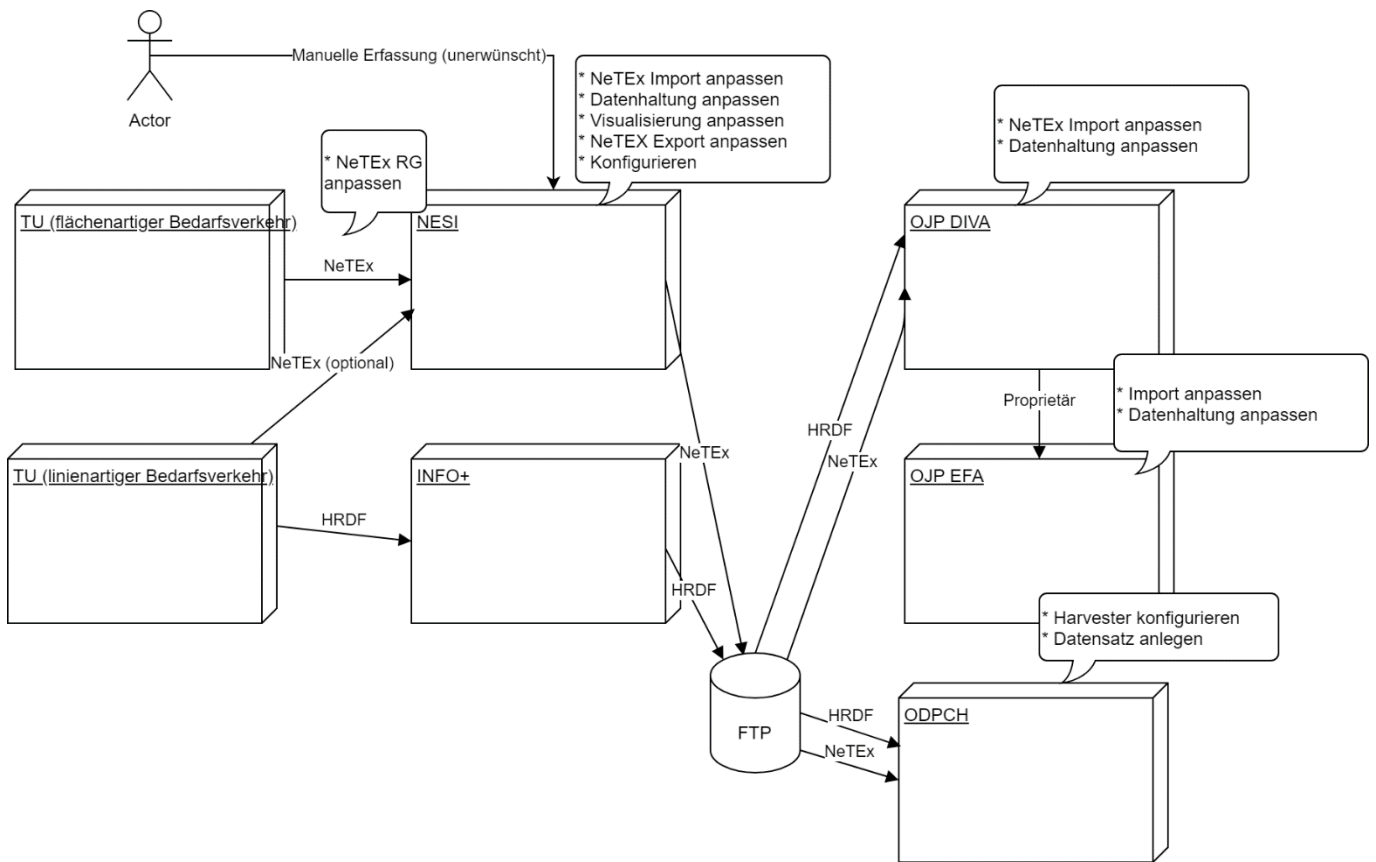 Manuelle Erfassung (unerwünscht)
Actor
* NeTEx Import anpassen
* Datenhaltung anpassen
* Visualisierung anpassen
* NeTEX Export anpassen
* Konfigurieren
* NeTEx Import anpassen
* Datenhaltung anpassen
* NeTEx RG
anpassen
TU (flächenartiger Bedarfsverkehr)
NESI
OJP DIVA
NeTEx
NeTEx (optional)
Proprietär
* Import anpassen
* Datenhaltung anpassen
HRDF
NeTEx
NeTEx
TU (linienartiger Bedarfsverkehr)
INFO+
OJP EFA
HRDF
HRDF
* Harvester konfigurieren
* Datensatz anlegen
FTP
HRDF
NeTEx
ODPCH